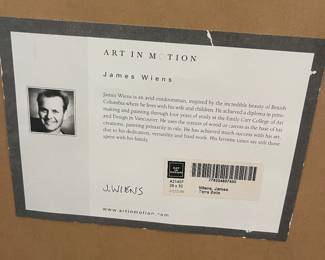 ART IN MOTION
James Wiens
James Wiens is an avid outdoorsman, inspired by the incredible beauty of British
Columbia where he lives with his wife and children. He achieved a diploma in print-
making and painting through four years of study at the Emily Carr College of Art
and Design in Vancouver. He uses the texture of wood or canvas as the base of his
creations, painting primarily in oils. He has achieved much success with his art,
due to his dedication, versatility and hard work. His favorite times are still those
spent with his family.
J. WIENS
www.artinmotion.com
Wiens, James